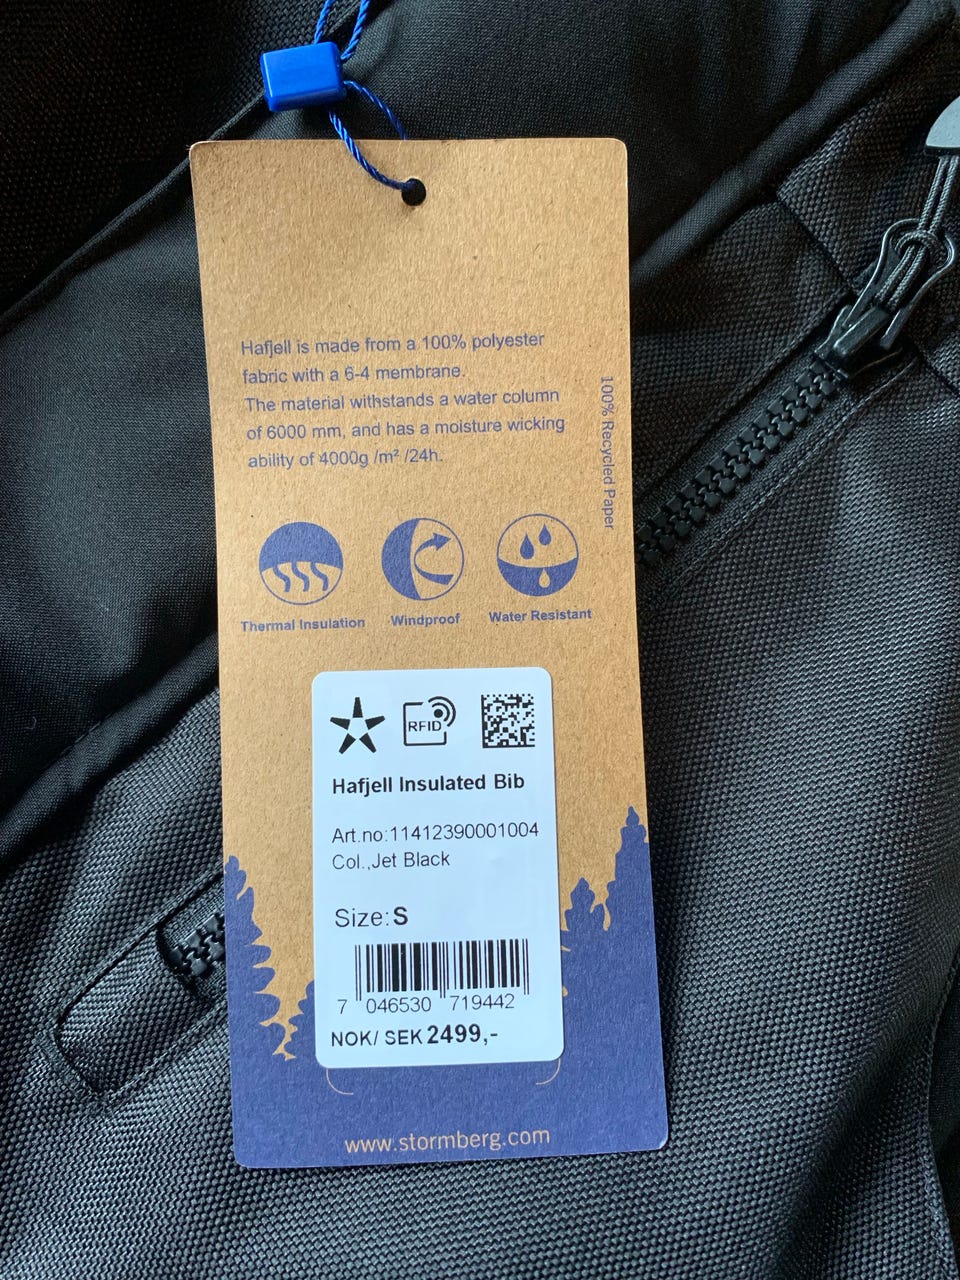 Hafjell is made from a 100% polyester
fabric with a 6-4 membrane.
The material withstands a water column
of 6000 mm, and has a moisture wicking
ability of 4000g /m² /24h.
100% Recycled Paper
Thermal Insulation
Windproof
Water Resistant
RFID
Hafjell Insulated Bib
Art.no:11412390001004
Col.,Jet Black
Size:S
7 046530 719442
NOK/ SEK 2499,-
www.stormberg.com